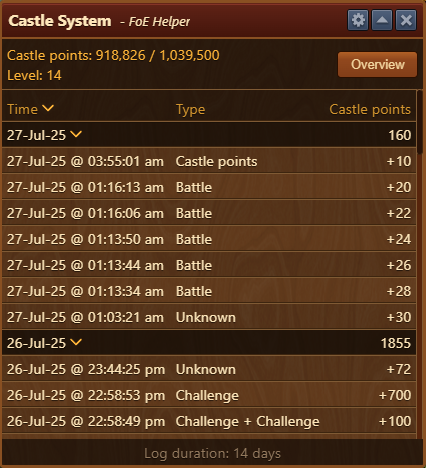 Castle System - FoE Helper
Castle points: 918,826 / 1,039,500
Level: 14
Overview
Time Type Castle points
27-Jul-25 160
27-Jul-25 @ 03:55:01 am Castle points +10
27-Jul-25 @ 01:16:13 am Battle +20
27-Jul-25 @ 01:16:06 am Battle +22
27-Jul-25 @ 01:13:50 am Battle +24
27-Jul-25 @ 01:13:44 am Battle +26
27-Jul-25 @ 01:13:34 am Battle +28
27-Jul-25 @ 01:03:21 am Unknown +30
26-Jul-25 1855
26-Jul-25 @ 23:44:25 pm Unknown +72
26-Jul-25 @ 22:58:53 pm Challenge +700
26-Jul-25 @ 22:58:49 pm Challenge + Challenge +100
Log duration: 14 days